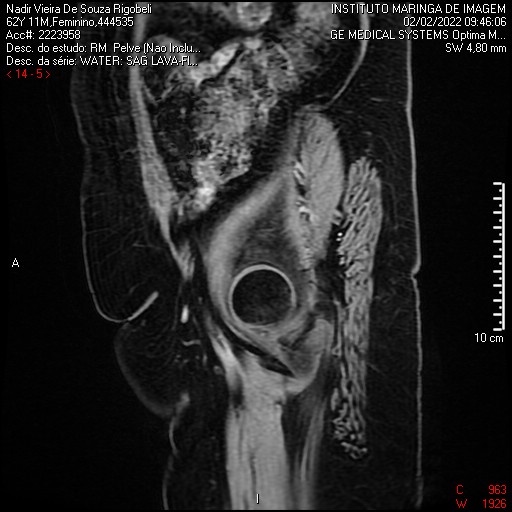 Nadir Vieira De Souza Rigobeli
62Y 11M,Feminino,444535
Acc#: 2223958
Desc. do estudo: RM Pelve (Nao Inclu...
Desc. da série: WATER: SAG LAVA-Fl...
< 14 - 5 >
INSTITUTO MARINGA DE IMAGEM
02/02/2022 09:46:06
GE MEDICAL SYSTEMS Optima M...
SW 4,80 mm
A
10 cm
I
C 963
W 1926